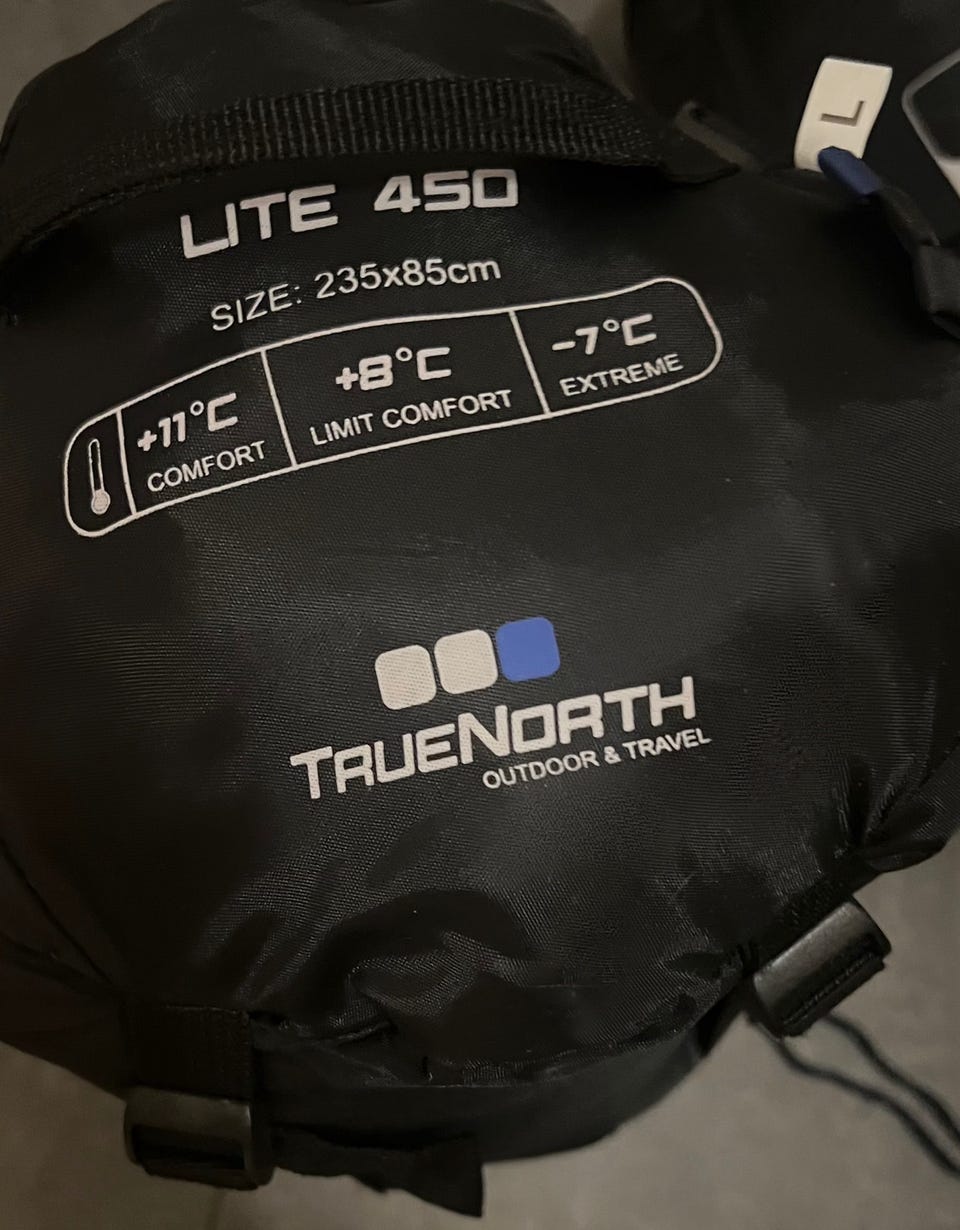 L
LITE 450
SIZE: 235x85cm
+11°C +8°C -7°C
COMFORT LIMIT COMFORT EXTREME
TRUENORTH
OUTDOOR & TRAVEL